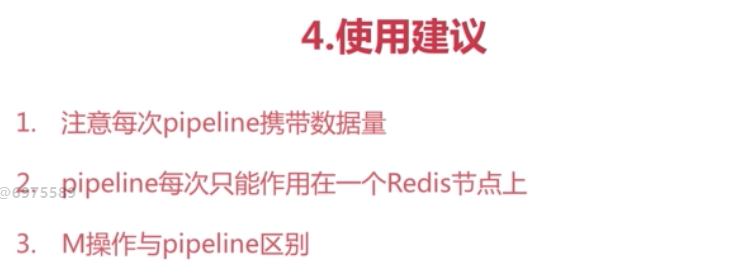 4.使用建议
1. 注意每次pipeline携带数据量
2. pipeline每次只能作用在一个Redis节点上
@6975589
3. M操作与pipeline区别